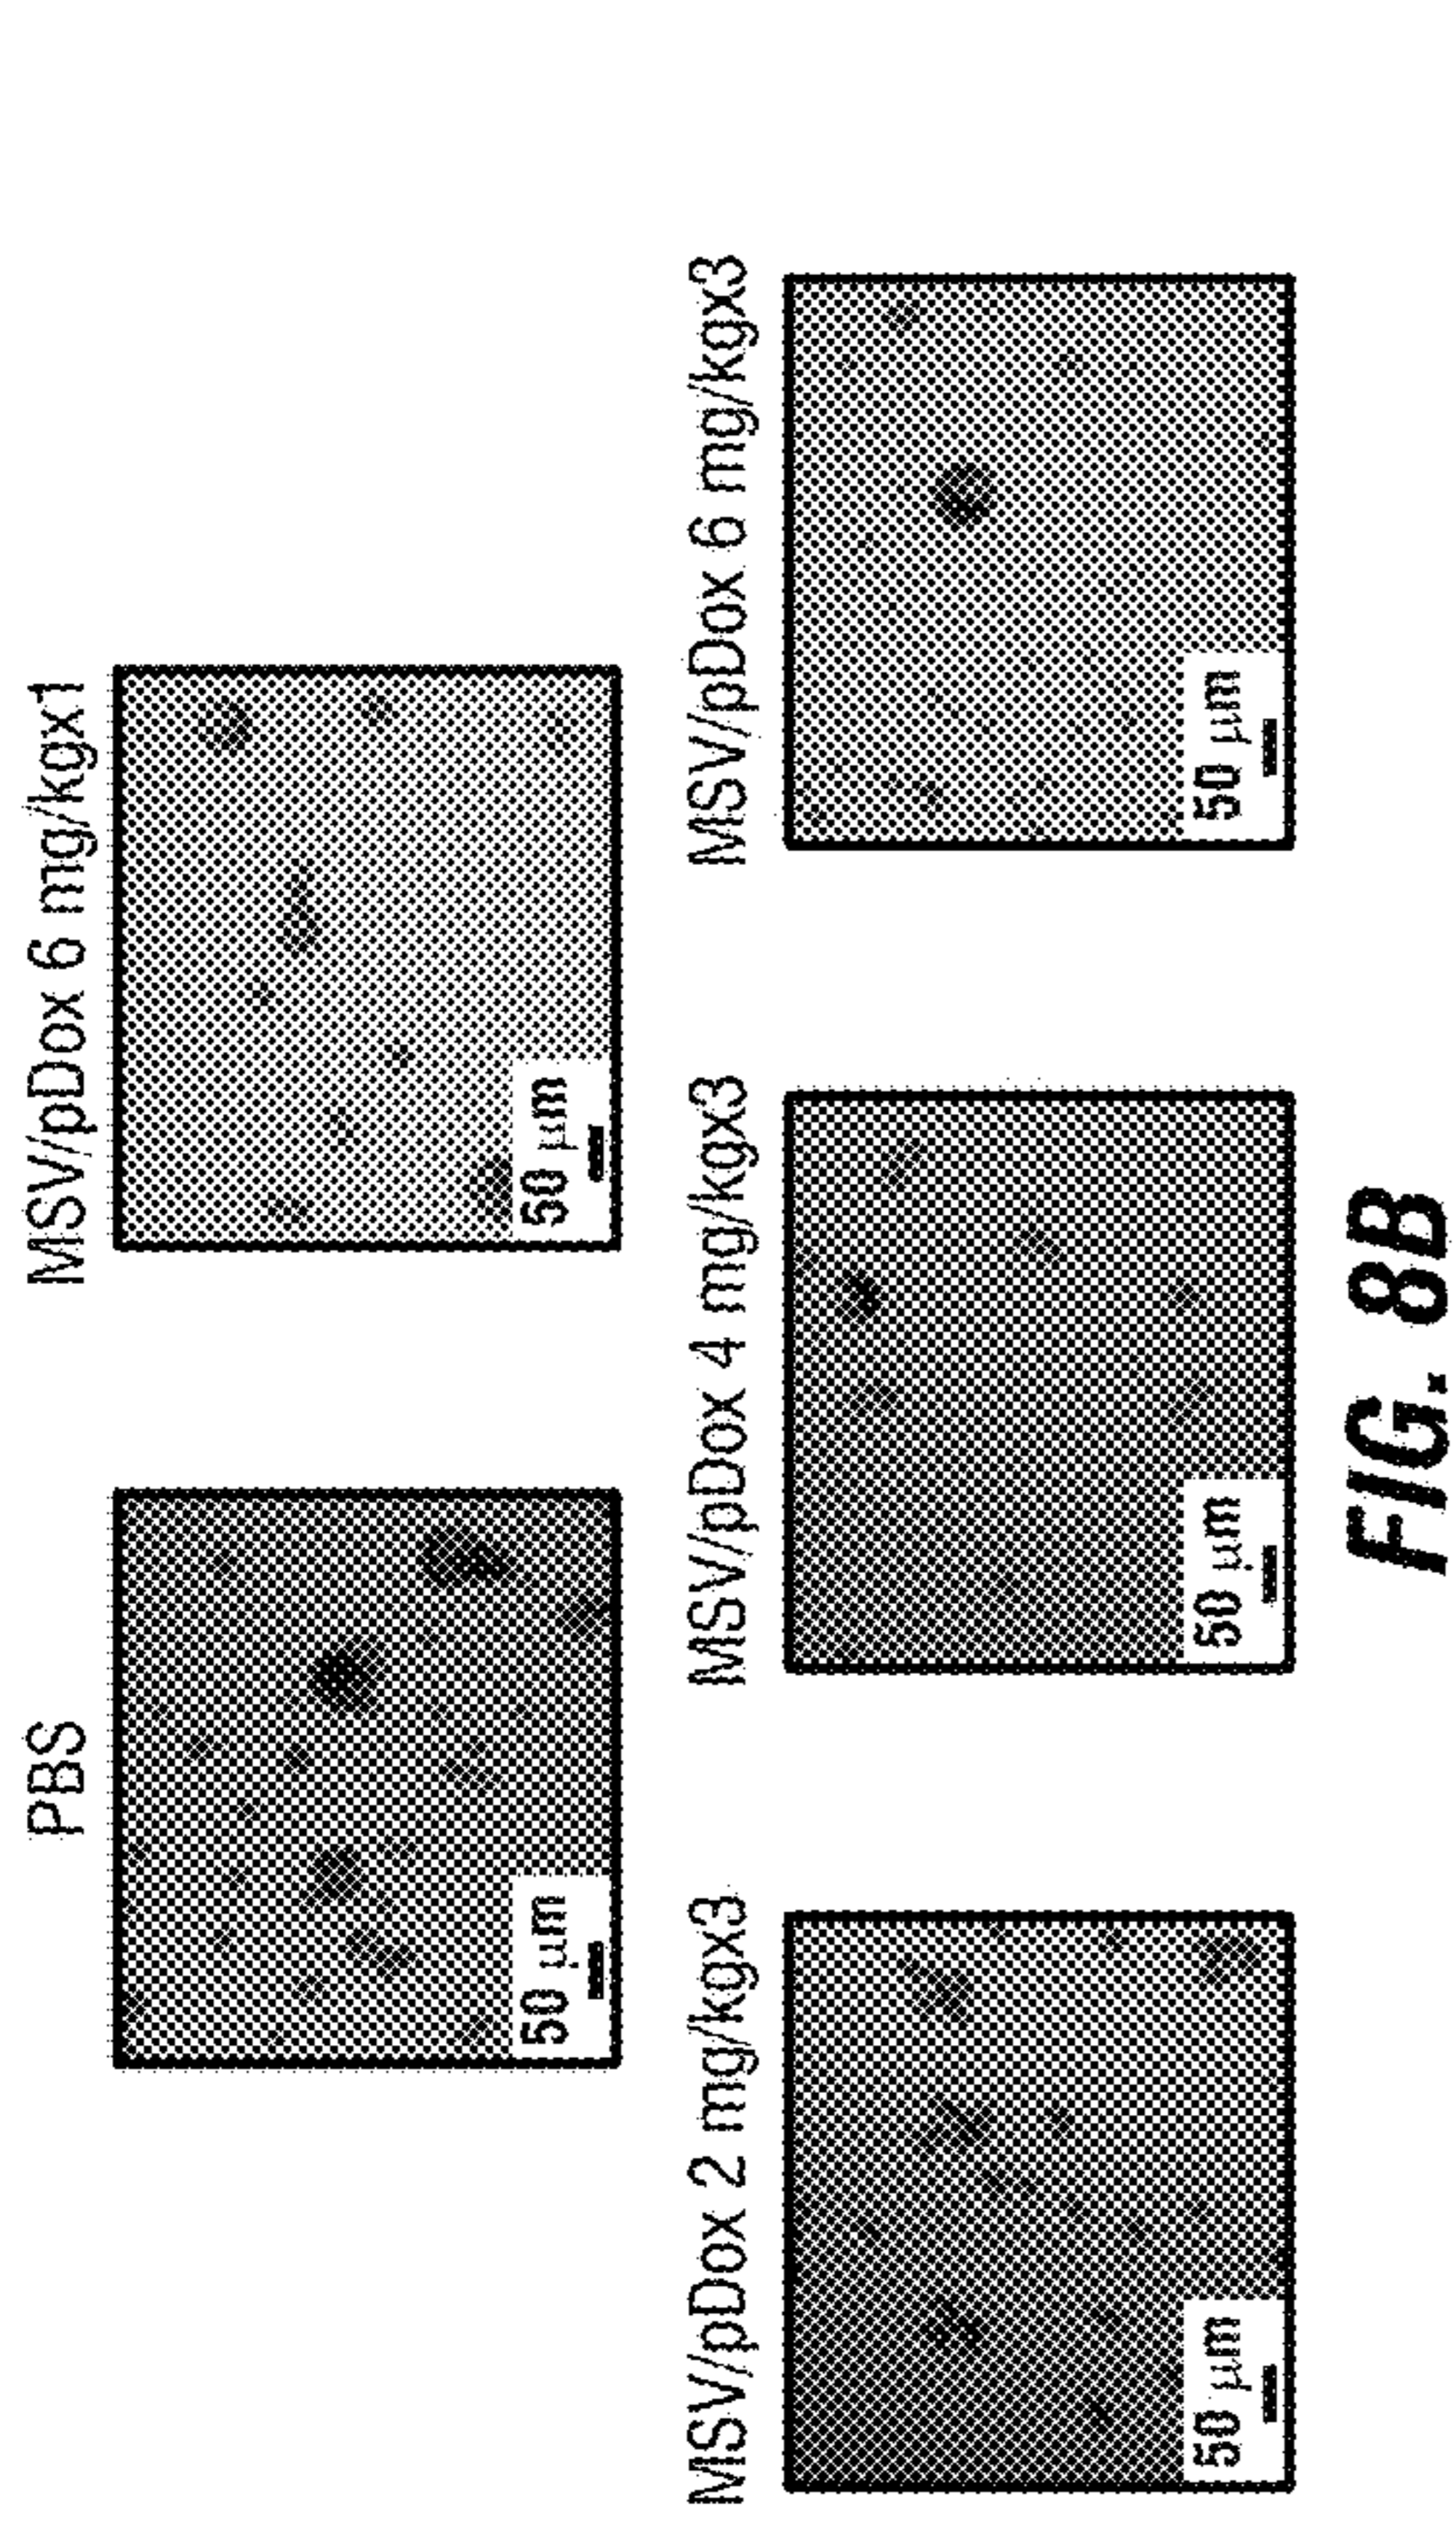 PBS
MSV/pDox 6 mg/kgx1
50 μm
50 μm
MSV/pDox 2 mg/kgx3
MSV/pDox 4 mg/kgx3
MSV/pDox 6 mg/kgx3
50 μm
50 μm
50 μm
FIG. 8B